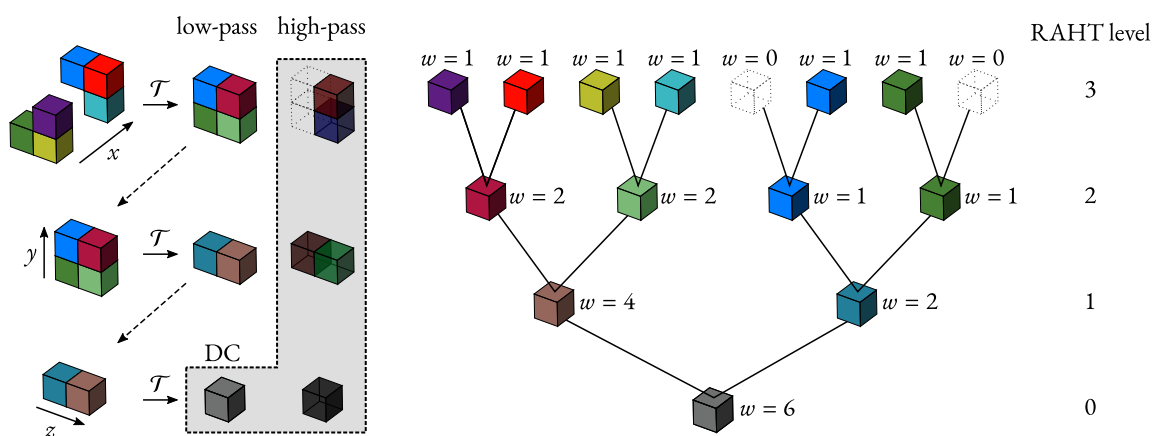 low-pass high-pass
RAHT level
w = 1 w = 1 w = 1 w = 1 w = 0 w = 1 w = 1 w = 0
𝒯
3
x
w = 2 w = 2 w = 1 w = 1 2
y 𝒯
w = 4 w = 2 1
DC
𝒯
w = 6 0
z